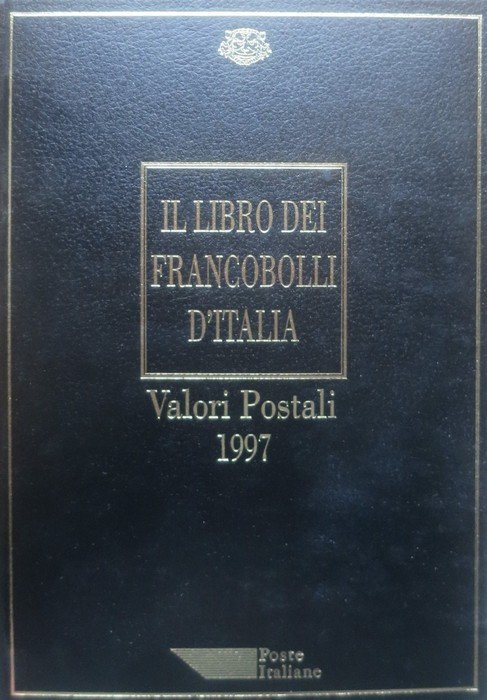 IL LIBRO DEI
FRANCOBOLLI
D'ITALIA
Valori Postali
1997
Poste
Italiane